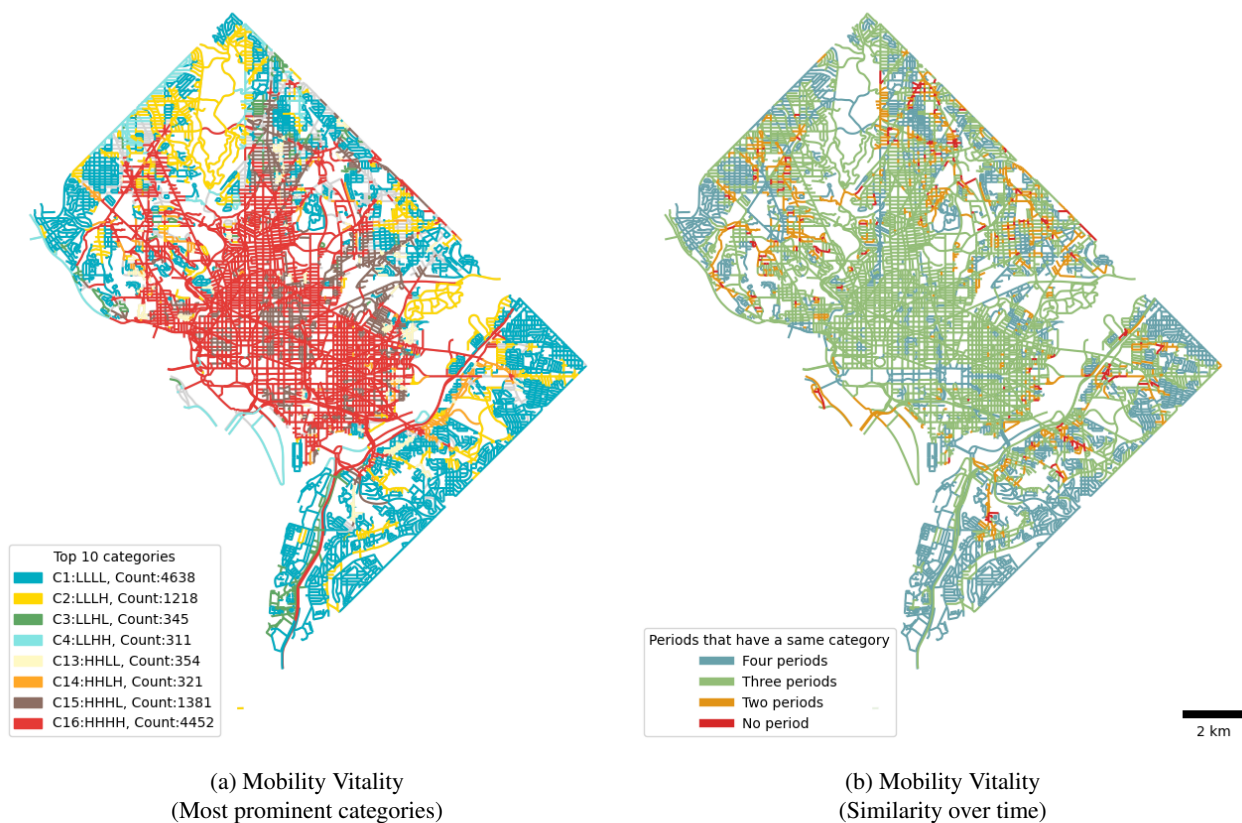 Top 10 categories
C1:LLLL, Count:4638
C2:LLLH, Count:1218
C3:LLHL, Count:345
C4:LLHH, Count:311
C13:HHLL, Count:354
C14:HHLH, Count:321
C15:HHHL, Count:1381
C16:HHHH, Count:4452
Periods that have a same category
Four periods
Three periods
Two periods
No period
2 km
(a) Mobility Vitality
(Most prominent categories)
(b) Mobility Vitality
(Similarity over time)